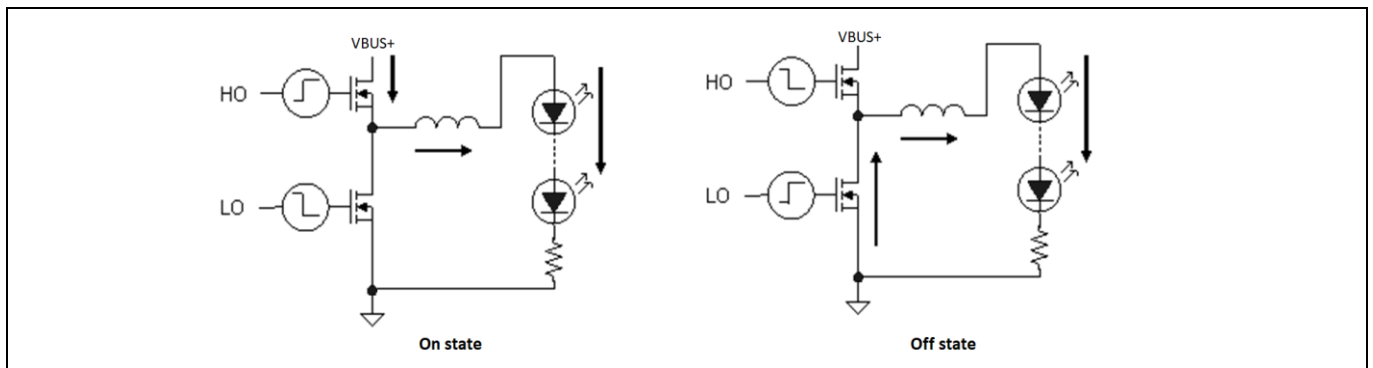 VBUS+
HO
LO
On state
VBUS+
HO
LO
Off state